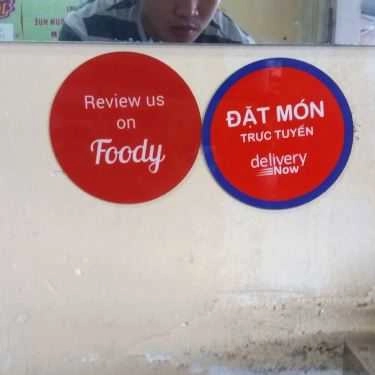 Review us
on
Foody
ĐẶT MÓN
TRỰC TUYẾN
delivery
Now